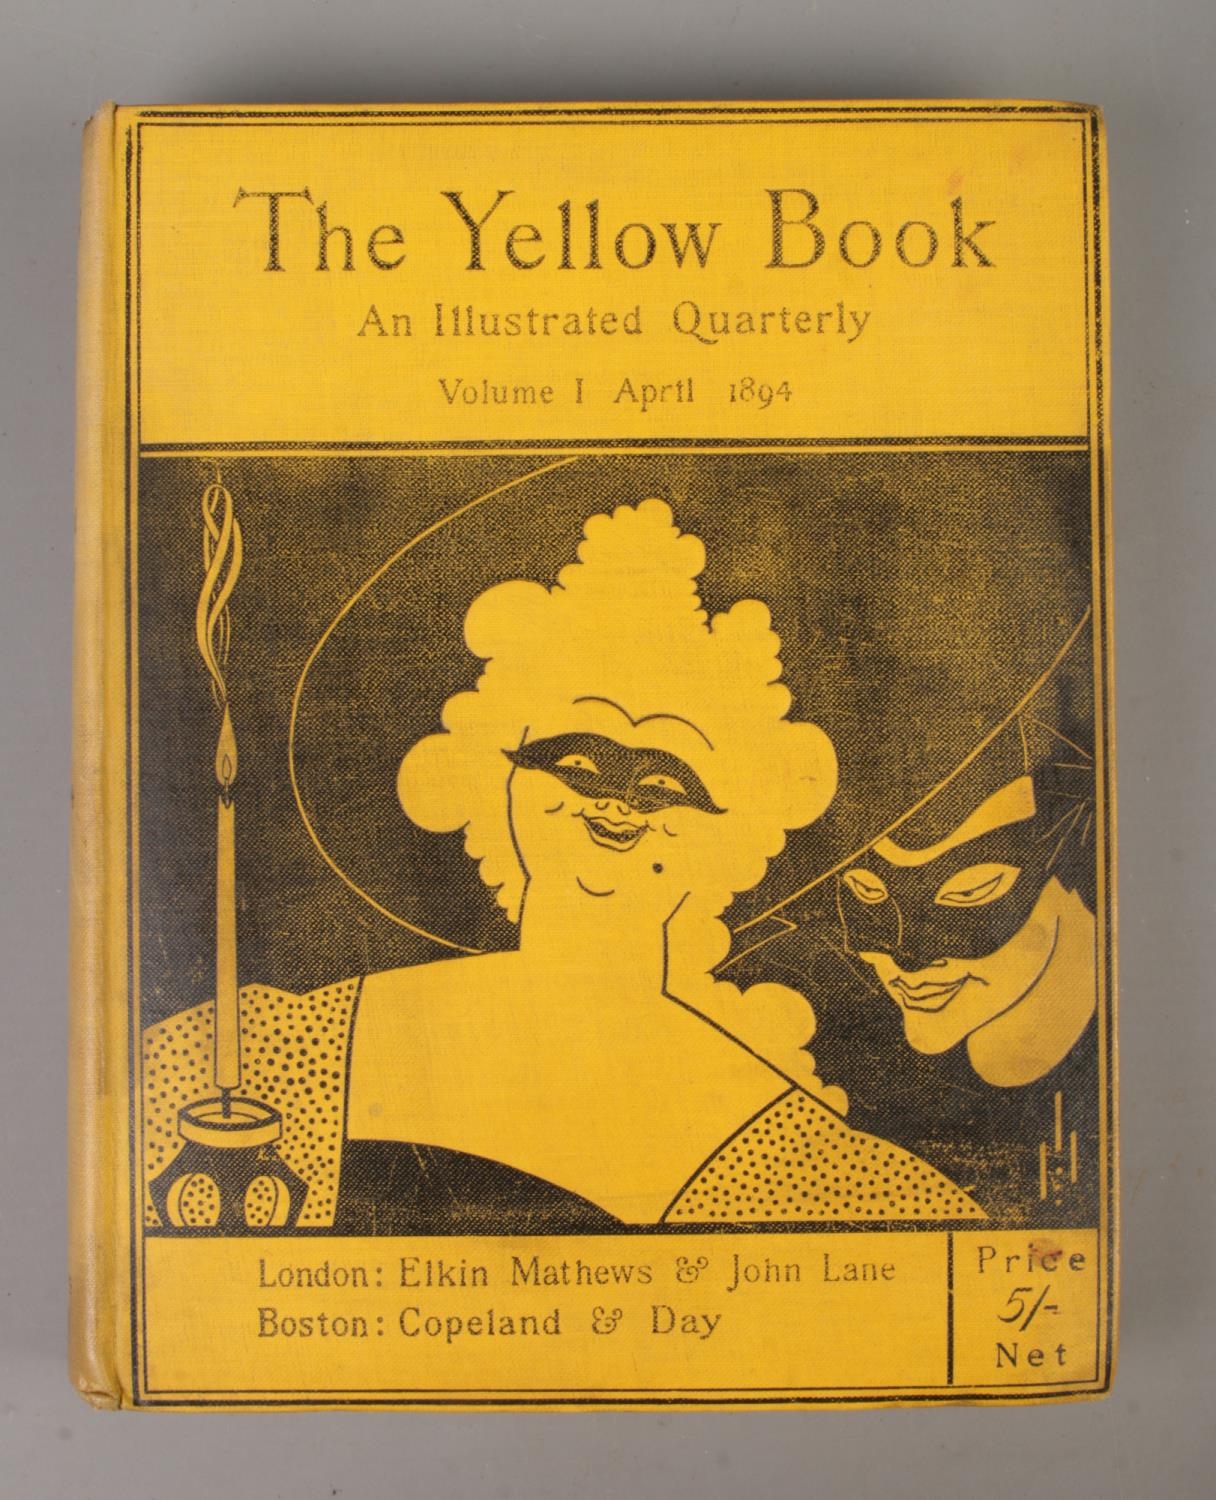 The Yellow Book
An Illustrated Quarterly
Volume I April 1894
London: Elkin Mathews & John Lane
Boston: Copeland & Day
Price
5/-
Net